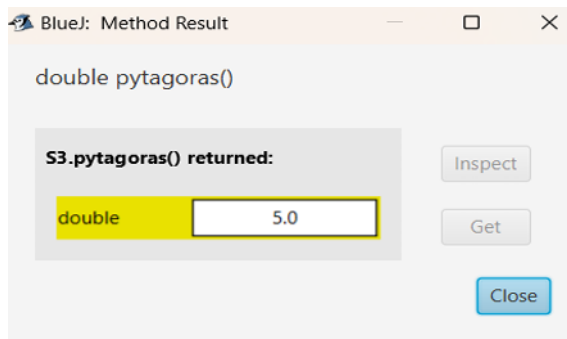 BlueJ: Method Result
double pytagoras()
S3.pytagoras() returned:
Inspect
double 5.0
Get
Close